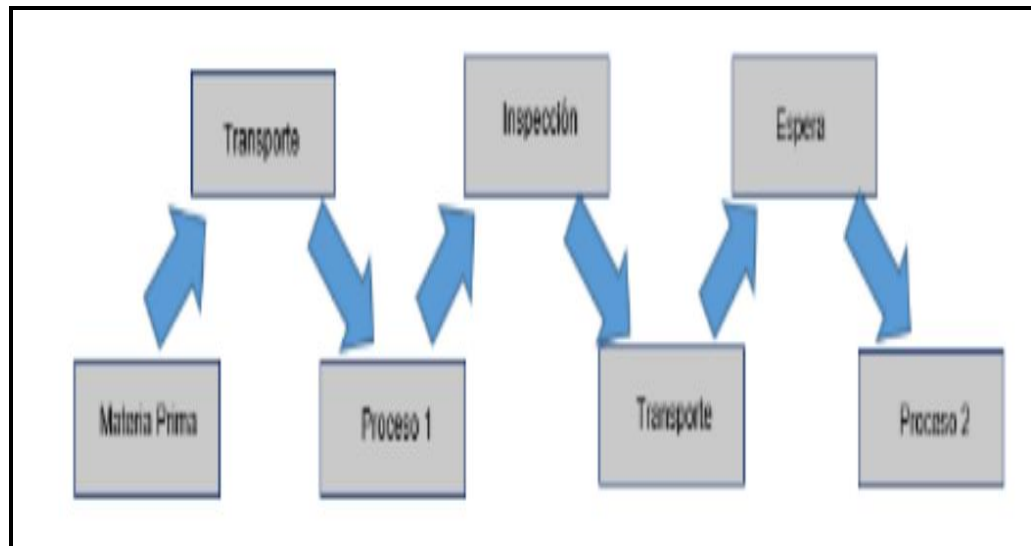 Materia Prima
Transporte
Proceso 1
Inspección
Transporte
Espera
Proceso 2